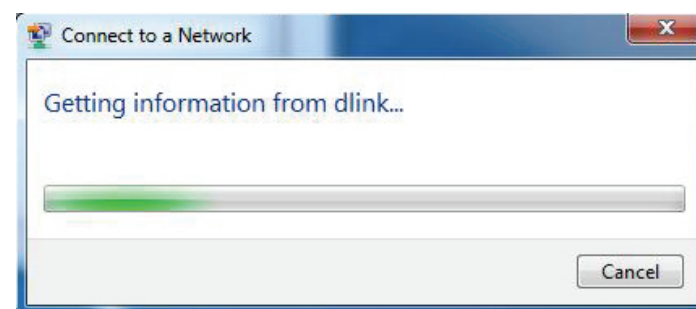 Connect to a Network
Getting information from dlink...
Cancel